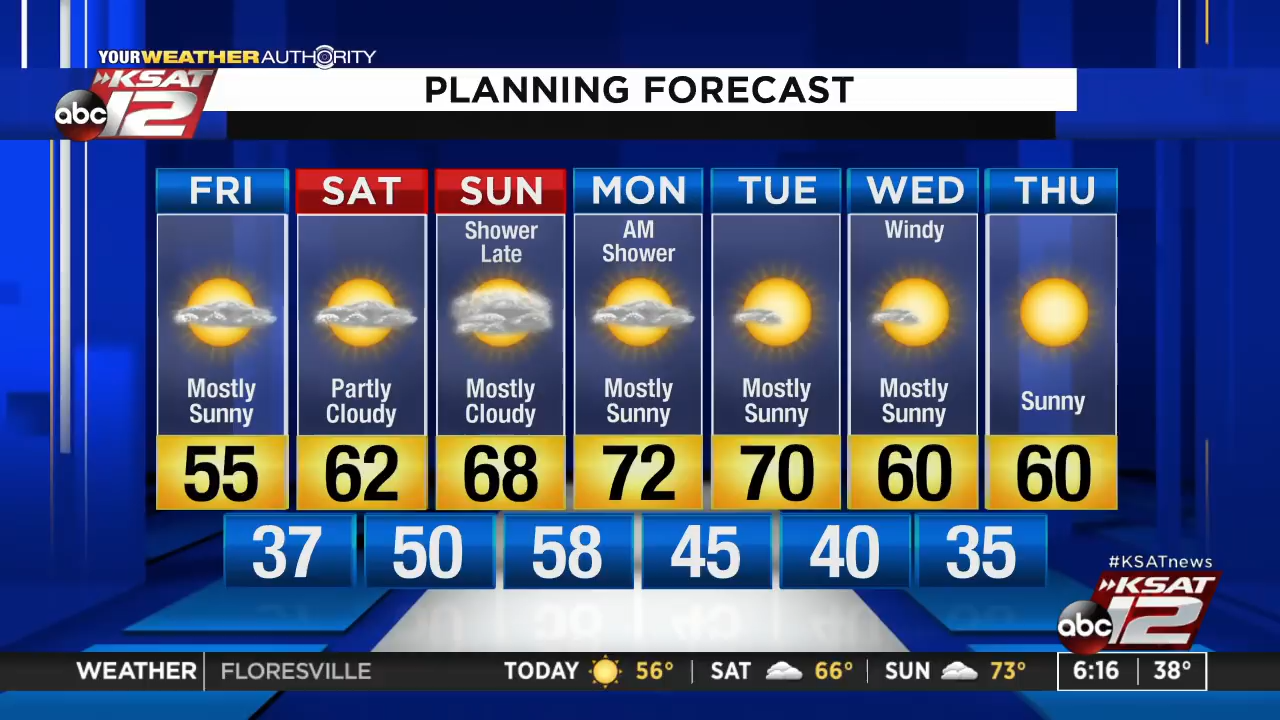 YOURWEATHERAUTHORITY
KSAT
abc 12
PLANNING FORECAST
FRI SAT SUN MON TUE WED THU
Shower
Late
AM
Shower
Windy
Mostly
Sunny
Partly
Cloudy
Mostly
Cloudy
Mostly
Sunny
Mostly
Sunny
Mostly
Sunny
Sunny
55 62 68 72 70 60 60
37 50 58 45 40 35
#KSATnews
KSAT
abc 12
WEATHER FLORESVILLE TODAY 56° SAT 66° SUN 73° 6:16 38°